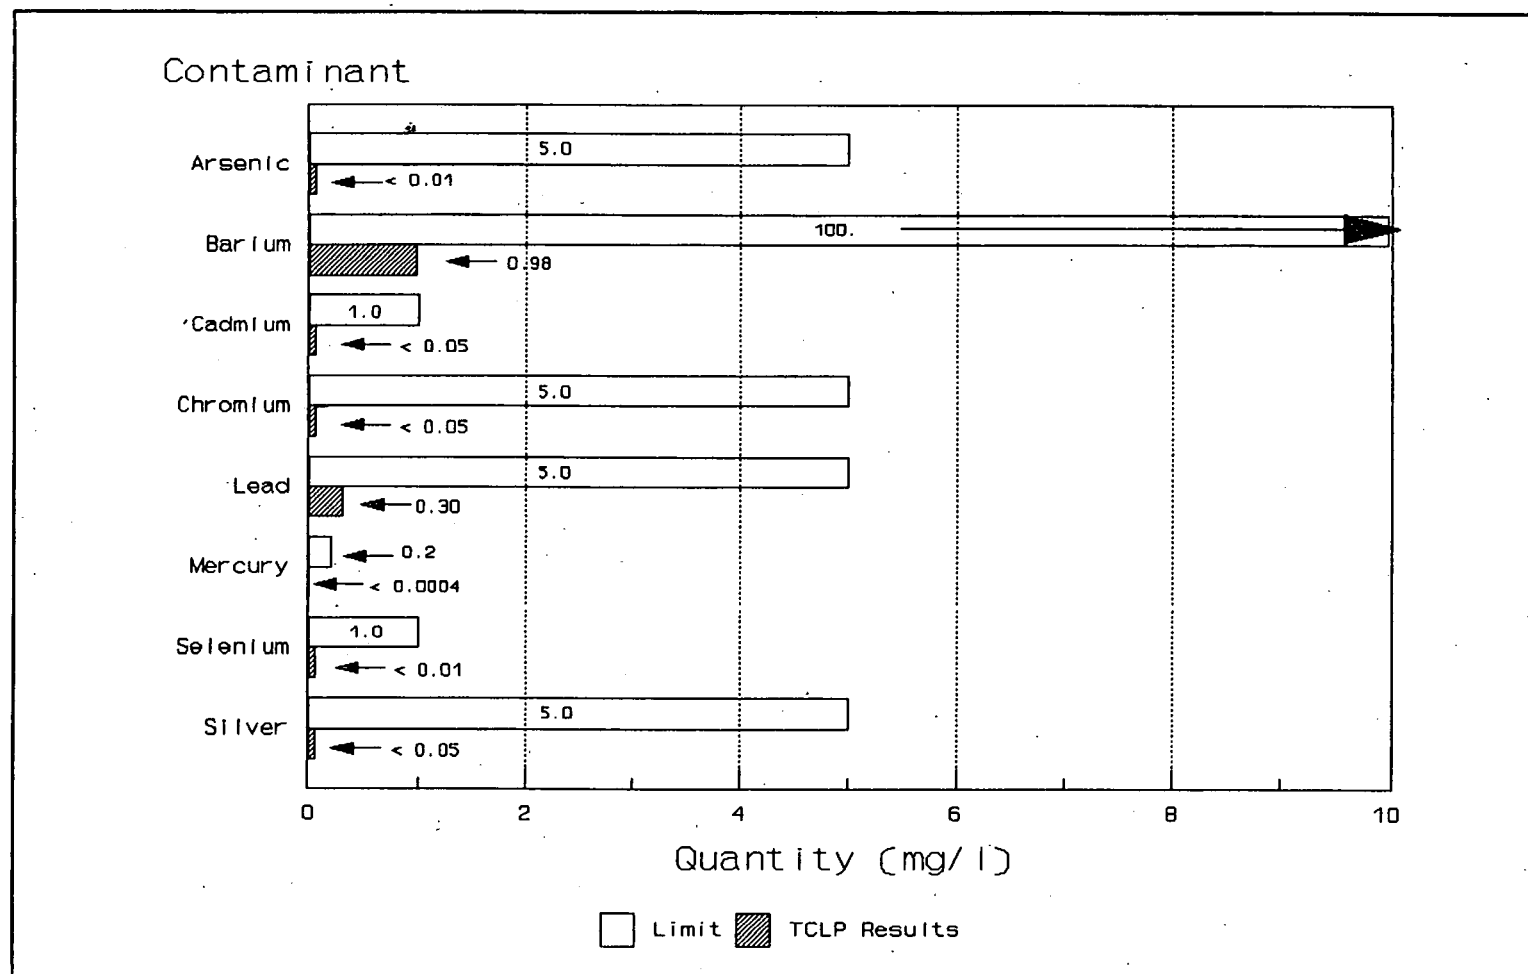 Contaminant
Arsenic
5.0
< 0.01
Barium
100.
0.98
Cadmium
1.0
< 0.05
Chromium
5.0
< 0.05
Lead
5.0
0.30
Mercury
0.2
< 0.0004
Selenium
1.0
< 0.01
Silver
5.0
< 0.05
0 2 4 6 8 10
Quantity (mg/l)
Limit TCLP Results